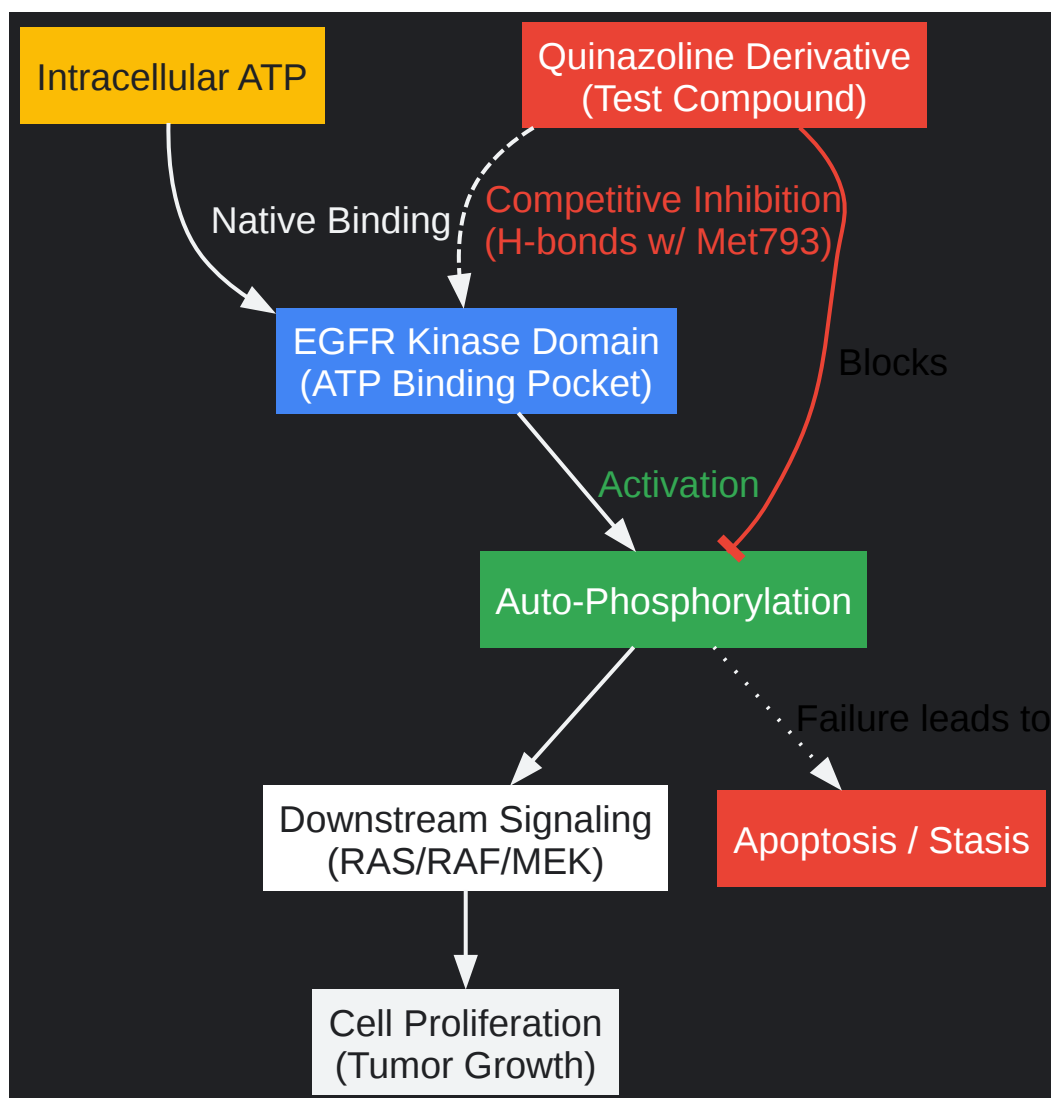 Intracellular ATP
Quinazoline Derivative
(Test Compound)
Native Binding
Competitive Inhibition
(H-bonds w/ Met793)
EGFR Kinase Domain
(ATP Binding Pocket)
Blocks
Activation
Auto-Phosphorylation
Failure leads to
Downstream Signaling
(RAS/RAF/MEK)
Apoptosis / Stasis
Cell Proliferation
(Tumor Growth)